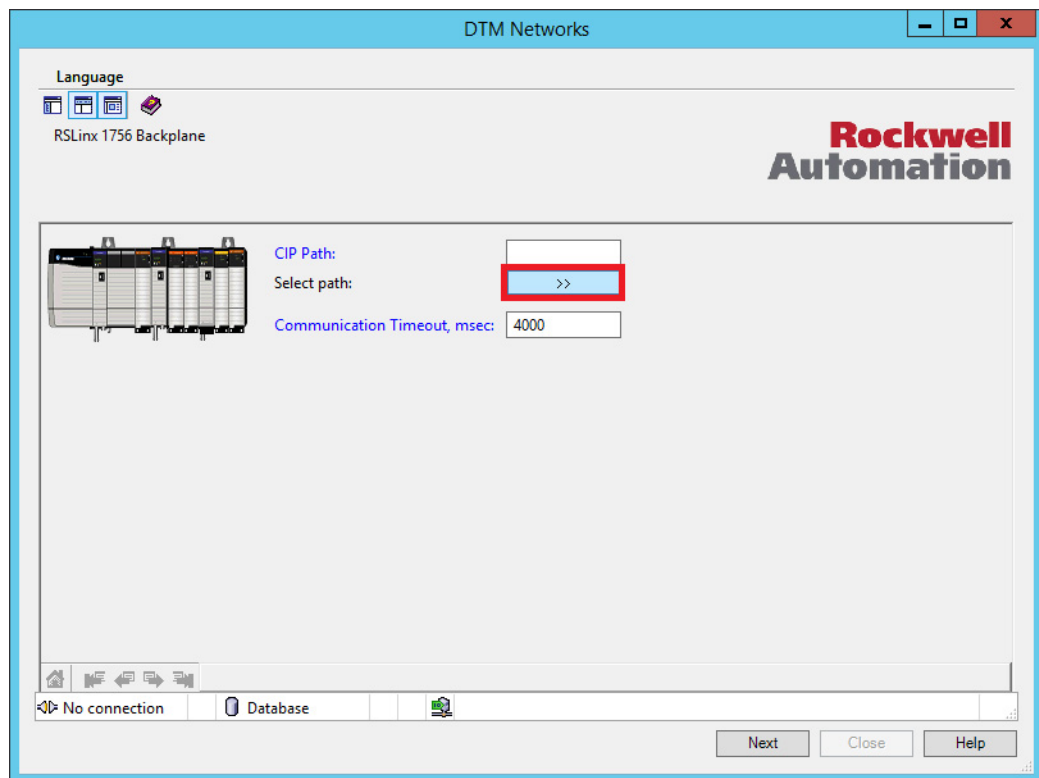 DTM Networks
x
Language
RSLinx 1756 Backplane
Rockwell
Automation
CIP Path:
Select path:
>>
Communication Timeout, msec: 4000
No connection Database
Next Close Help